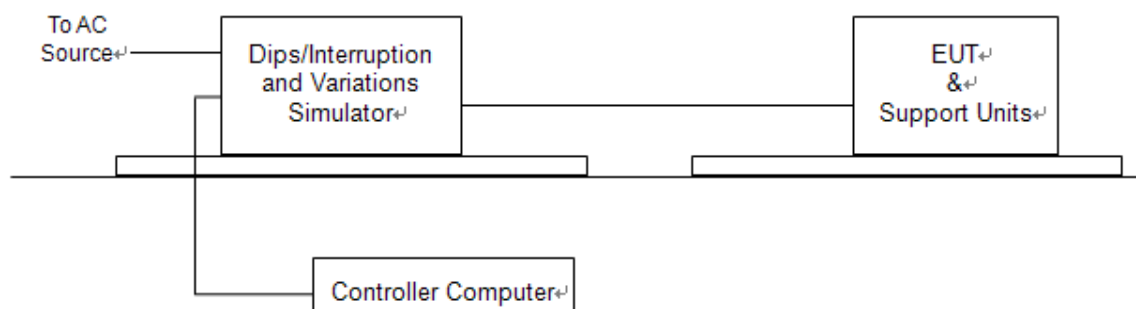 To AC
Source↵
Dips/Interruption
and Variations
Simulator↵
EUT↵
&↵
Support Units↵
Controller Computer↵